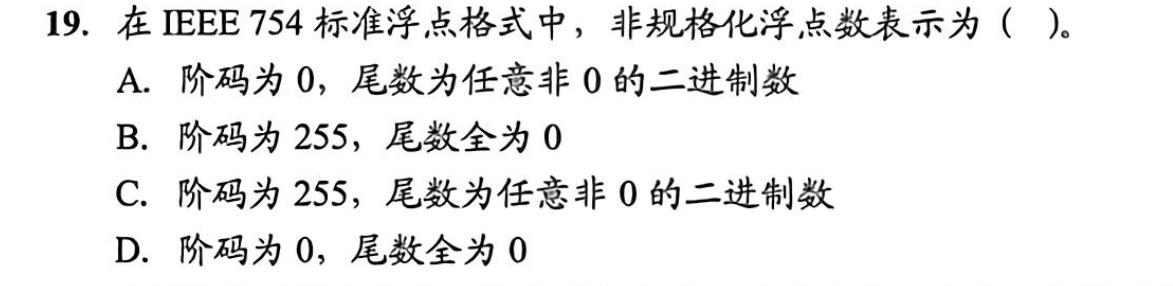 19. 在 IEEE 754 标准浮点格式中，非规格化浮点数表示为（ ）。
A. 阶码为 0，尾数为任意非 0 的二进制数
B. 阶码为 255，尾数全为 0
C. 阶码为 255，尾数为任意非 0 的二进制数
D. 阶码为 0，尾数全为 0